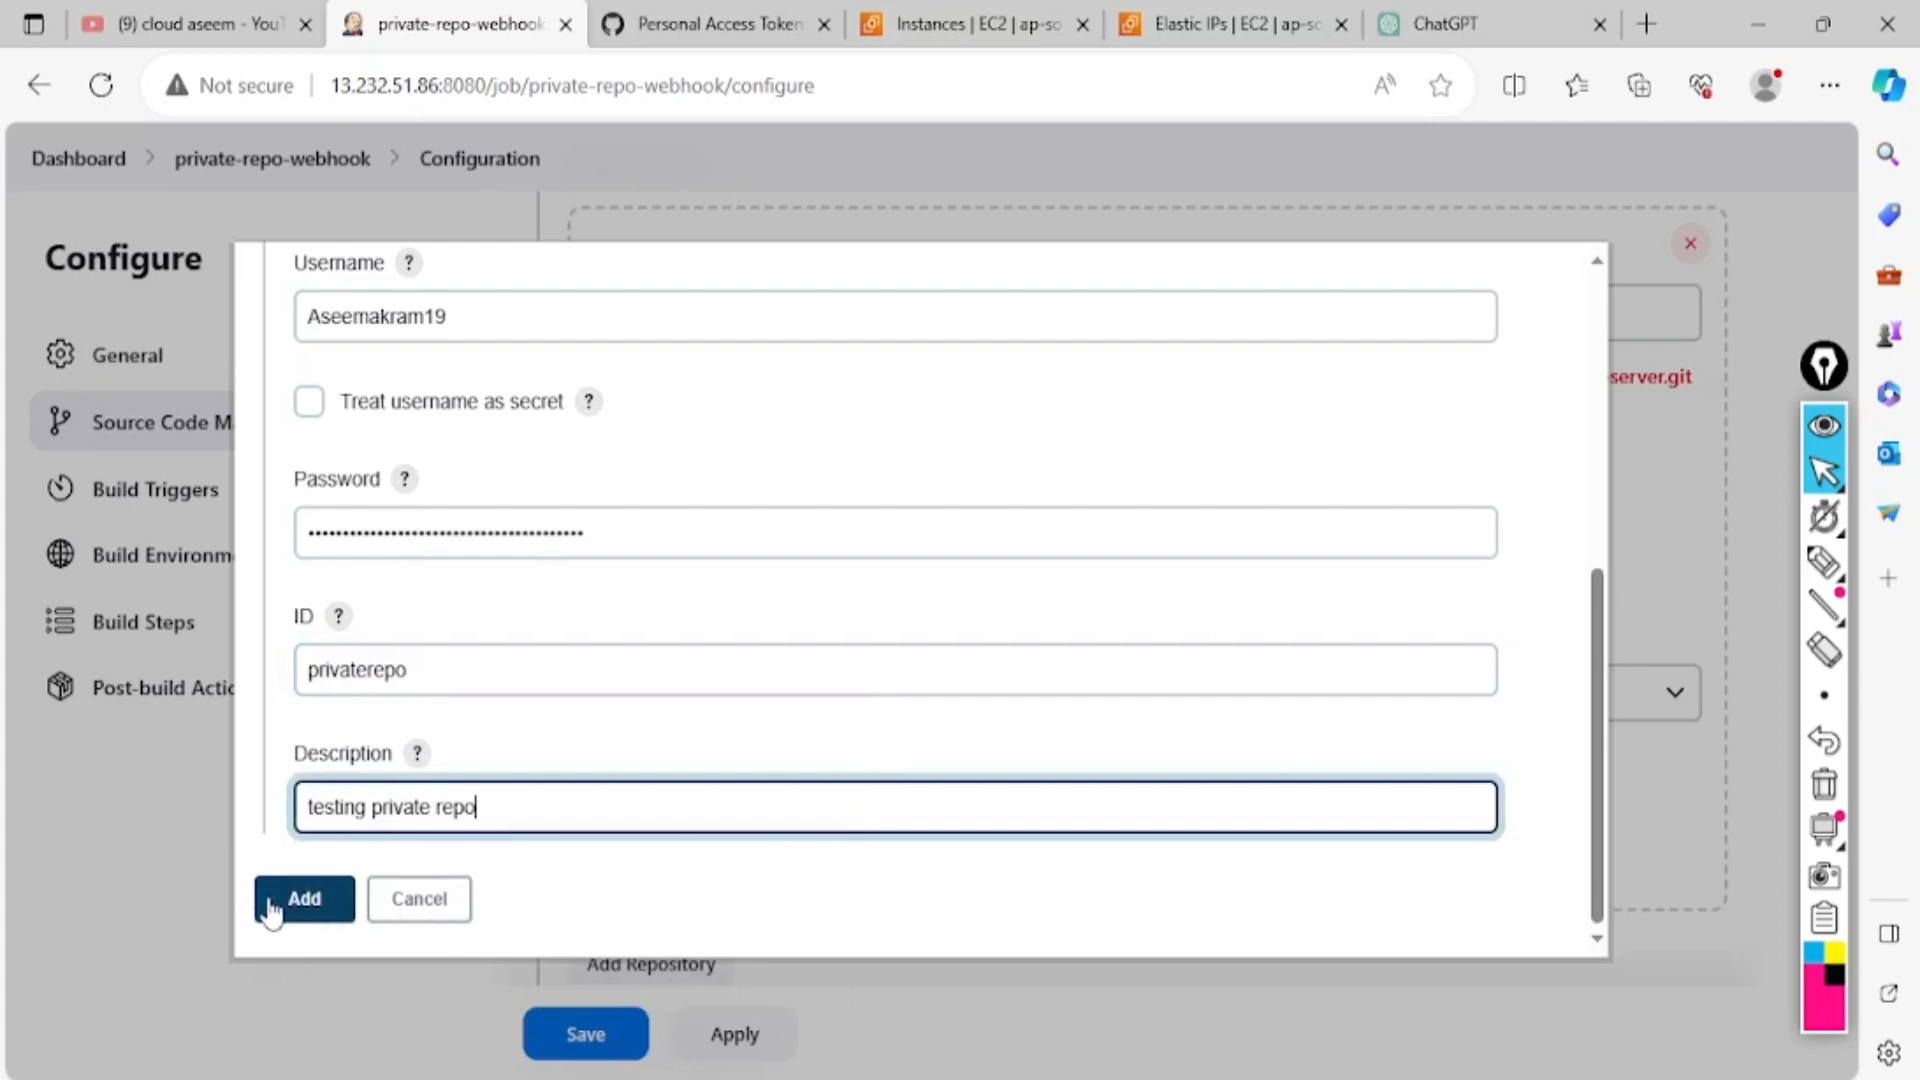 (9) cloud aseem - YouT
private-repo-webhook
Personal Access Token
Instances | EC2 | ap-so
Elastic IPs | EC2 | ap-so
ChatGPT
Not secure
13.232.51.86:8080/job/private-repo-webhook/configure
Dashboard > private-repo-webhook > Configuration
Configure
General
Source Code M
Build Triggers
Build Environm
Build Steps
Post-build Actio
Username ?
Aseemakram19
Treat username as secret ?
Password ?
ID ?
privaterepo
Description ?
testing private repo
Add
Cancel
server.git
Add Repository
Save
Apply